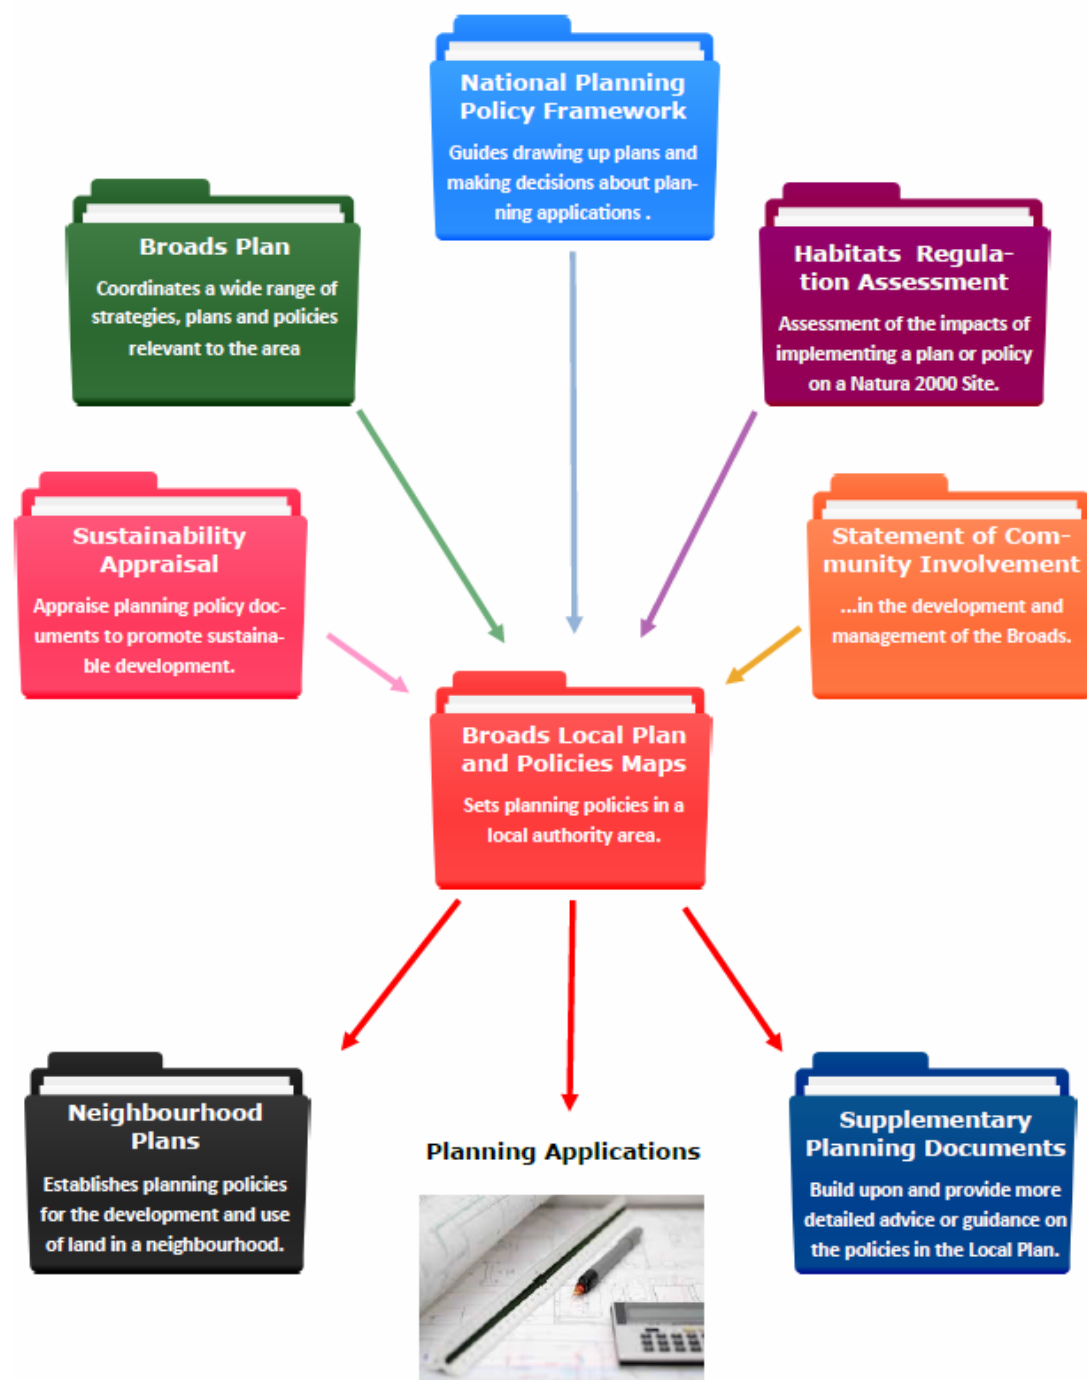 National Planning
Policy Framework
Guides drawing up plans and
making decisions about plan-
ning applications .
Broads Plan
Coordinates a wide range of
strategies, plans and policies
relevant to the area
Habitats Regula-
tion Assessment
Assessment of the impacts of
implementing a plan or policy
on a Natura 2000 Site.
Sustainability
Appraisal
Appraise planning policy doc-
uments to promote sustaina-
ble development.
Statement of Com-
munity Involvement
...in the development and
management of the Broads.
Broads Local Plan
and Policies Maps
Sets planning policies in a
local authority area.
Neighbourhood
Plans
Establishes planning policies
for the development and use
of land in a neighbourhood.
Planning Applications
Supplementary
Planning Documents
Build upon and provide more
detailed advice or guidance on
the policies in the Local Plan.